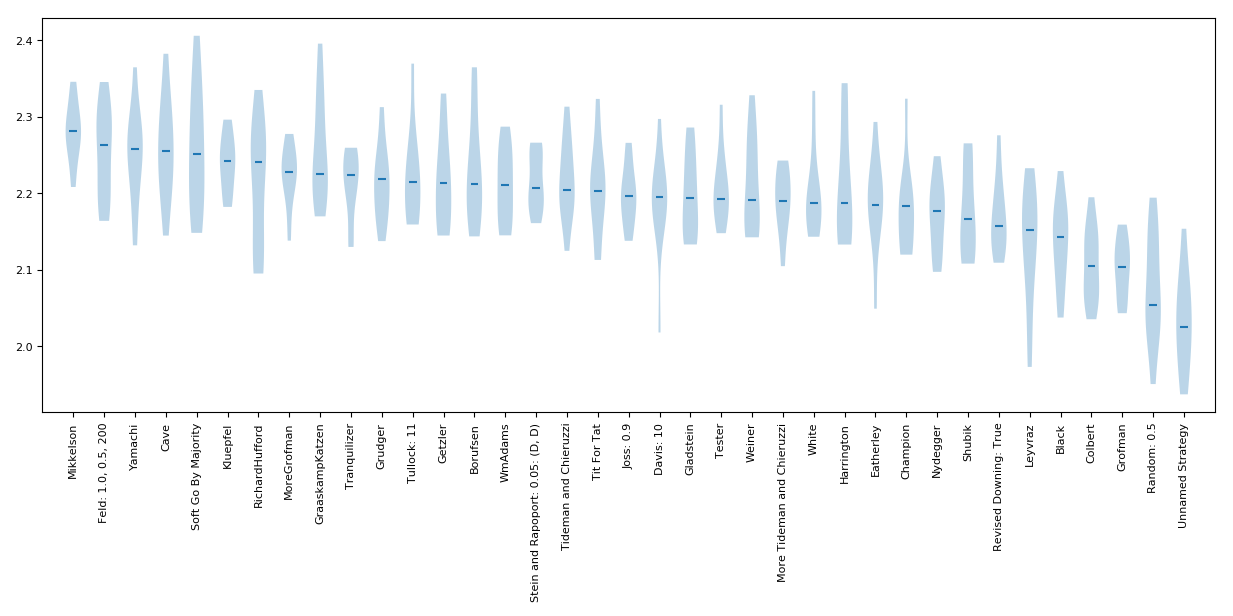 2.4
2.3
2.2
2.1
2.0
Mikkelson
Feld: 1.0, 0.5, 200
Yamachi
Cave
Soft Go By Majority
Kluepfel
RichardHufford
MoreGrofman
GraaskampKatzen
Tranquilizer
Grudger
Tullock: 11
Getzler
Borufsen
WmAdams
Stein and Rapoport: 0.05: (D, D)
Tideman and Chieruzzi
Tit For Tat
Joss: 0.9
Davis: 10
Gladstein
Tester
Weiner
More Tideman and Chieruzzi
White
Harrington
Eatherley
Champion
Nydegger
Shubik
Revised Downing: True
Leyvraz
Black
Colbert
Grofman
Random: 0.5
Unnamed Strategy